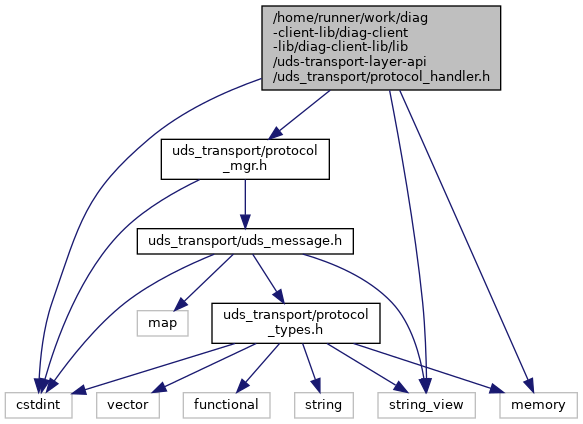 /home/runner/work/diag
-client-lib/diag-client
-lib/diag-client-lib/lib
/uds-transport-layer-api
/uds_transport/protocol_handler.h
uds_transport/protocol
_mgr.h
uds_transport/uds_message.h
map
uds_transport/protocol
_types.h
cstdint
vector
functional
string
string_view
memory